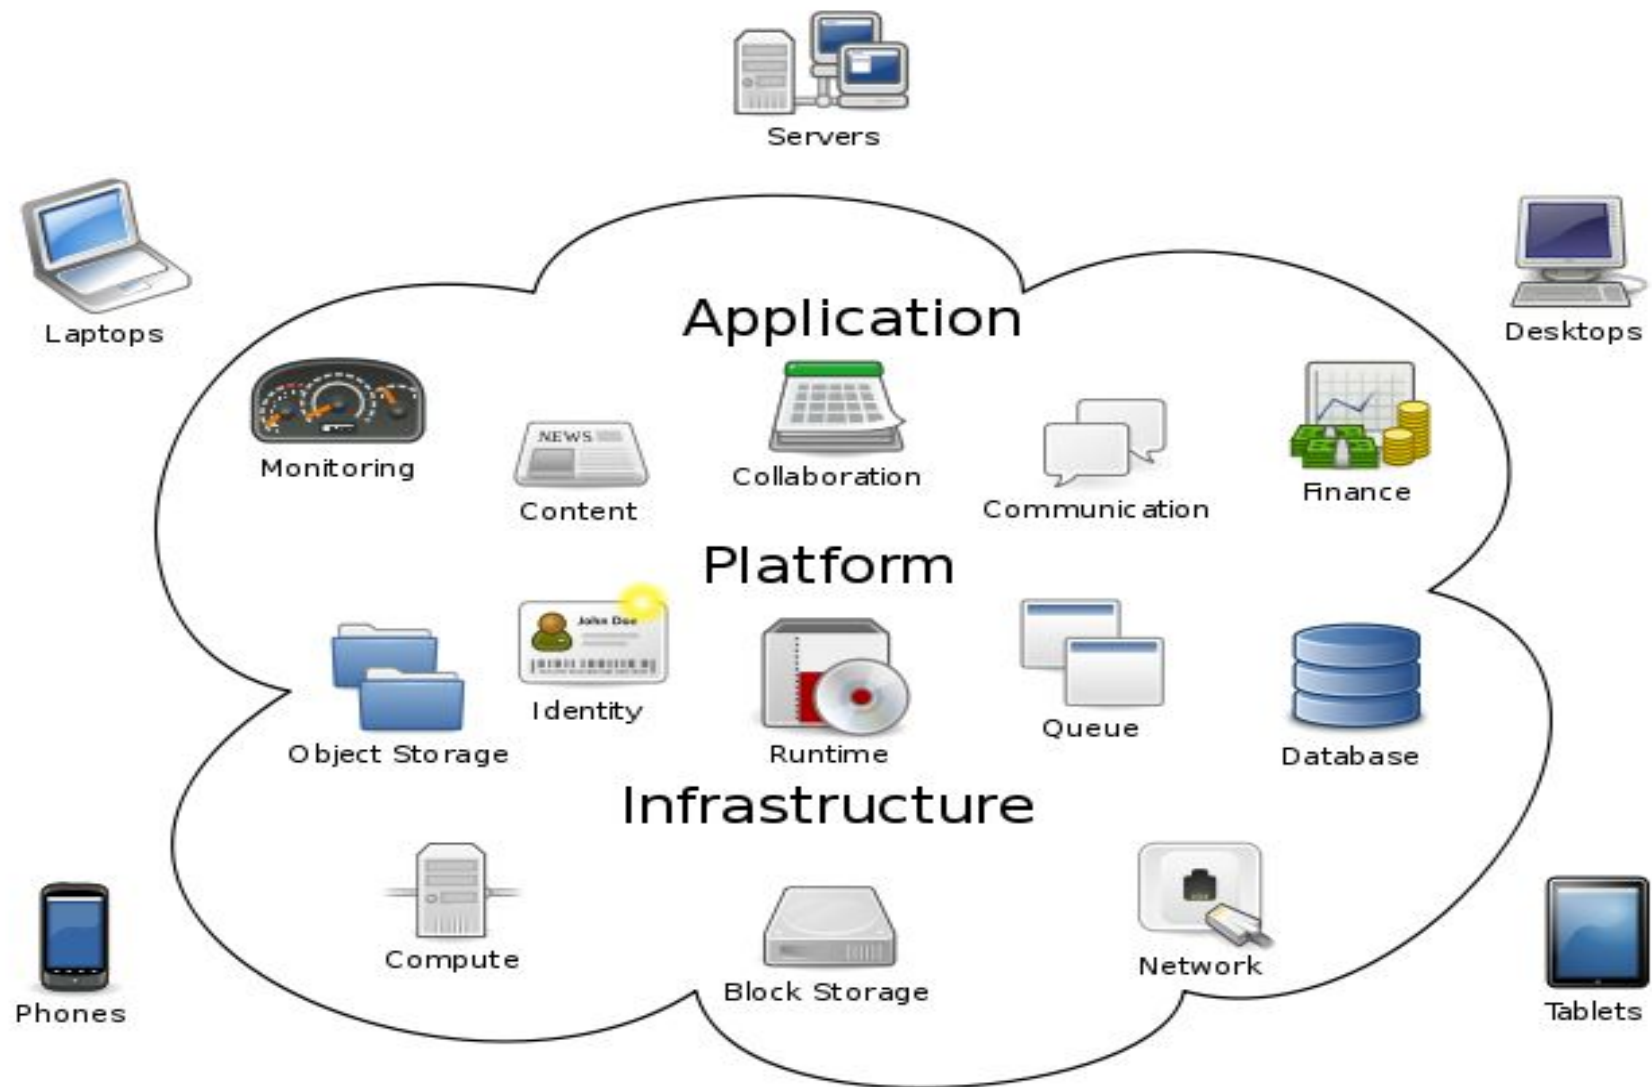 Servers
Laptops
Desktops
Application
Monitoring
NEWS
Content
Collaboration
Communication
Finance
Platform
John Doe
Object Storage
Identity
Runtime
Queue
Database
Infrastructure
Compute
Block Storage
Network
Phones
Tablets